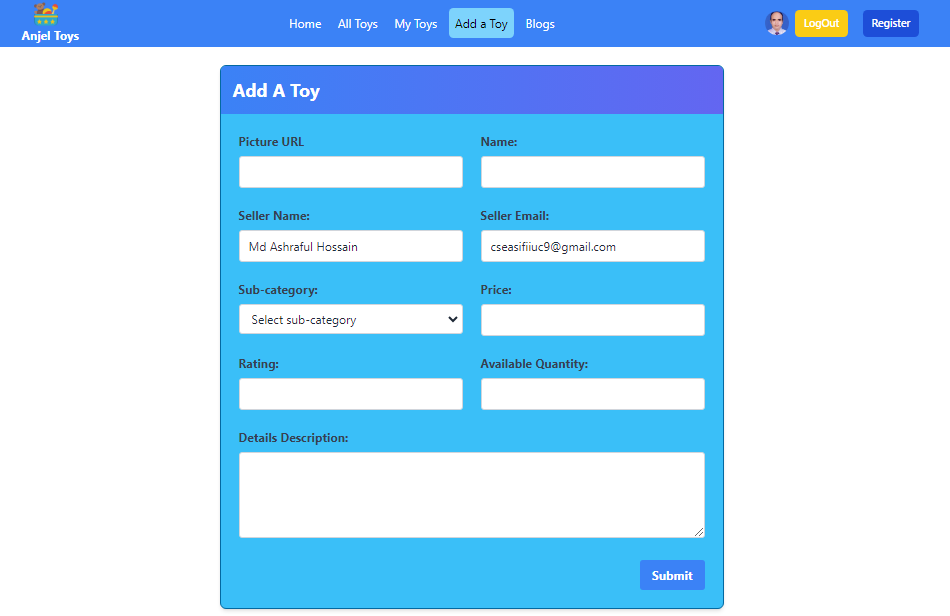 Anjel Toys
Home All Toys My Toys Add a Toy Blogs
LogOut Register
Add A Toy
Picture URL Name:
Seller Name: Seller Email:
Md Ashraful Hossain cseasifiiuc9@gmail.com
Sub-category: Price:
Select sub-category
Rating: Available Quantity:
Details Description:
Submit